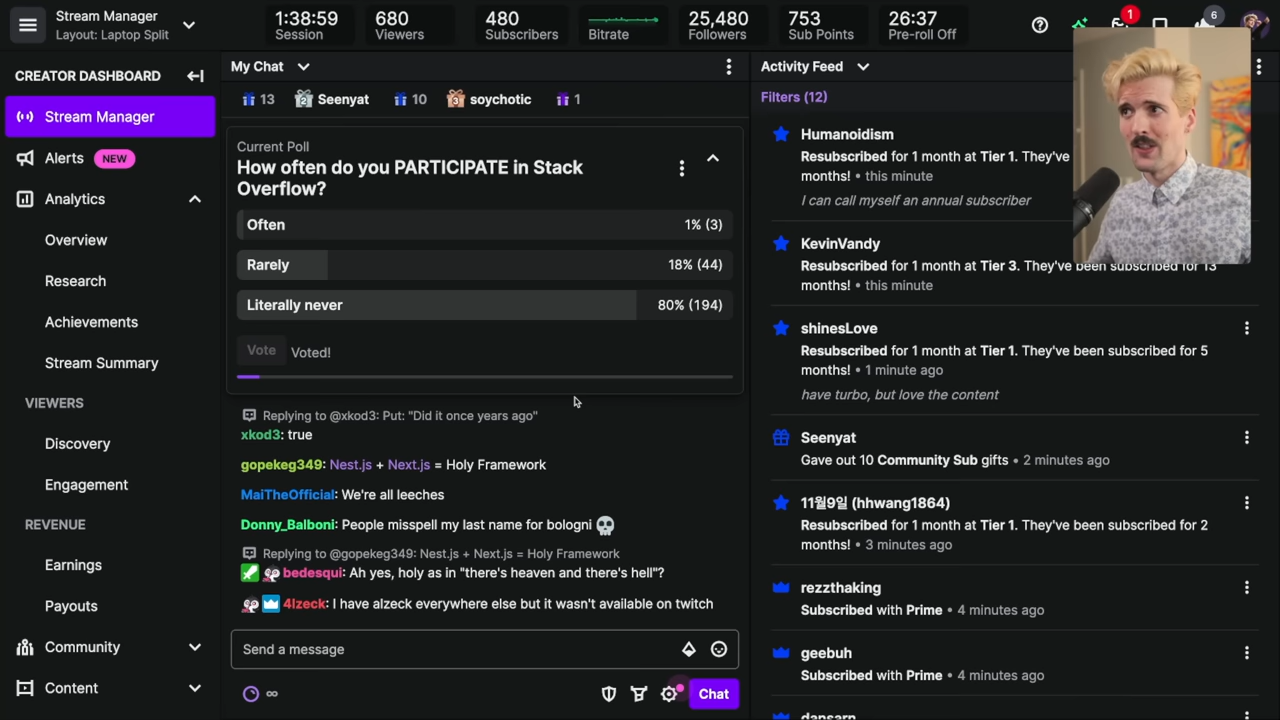 Stream Manager
Layout: Laptop Split
1:38:59
Session
680
Viewers
480
Subscribers
Bitrate
25,480
Followers
753
Sub Points
26:37
Pre-roll Off
1
6
CREATOR DASHBOARD
Stream Manager
Alerts NEW
Analytics
Overview
Research
Achievements
Stream Summary
VIEWERS
Discovery
Engagement
REVENUE
Earnings
Payouts
Community
Content
My Chat
13 2 Seenyat 10 3 soychotic 1
Current Poll
How often do you PARTICIPATE in Stack
Overflow?
Often 1% (3)
Rarely 18% (44)
Literally never 80% (194)
Vote Voted!
Replying to @xkod3: Put: "Did it once years ago"
xkod3: true
gopekeg349: Nest.js + Next.js = Holy Framework
MaiTheOfficial: We're all leeches
Donny_Balboni: People misspell my last name for bologni
Replying to @gopekeg349: Nest.js + Next.js = Holy Framework
bedesqui: Ah yes, holy as in "there's heaven and there's hell"?
4lzeck: I have alzeck everywhere else but it wasn't available on twitch
Send a message
∞
Chat
Activity Feed
Filters (12)
Humanoidism
Resubscribed for 1 month at Tier 1. They've
months! • this minute
I can call myself an annual subscriber
KevinVandy
Resubscribed for 1 month at Tier 3. They've been subscribed for 13
months! • this minute
shinesLove
Resubscribed for 1 month at Tier 1. They've been subscribed for 5
months! • 1 minute ago
have turbo, but love the content
Seenyat
Gave out 10 Community Sub gifts • 2 minutes ago
11월9일 (hhwang1864)
Resubscribed for 1 month at Tier 1. They've been subscribed for 2
months! • 3 minutes ago
rezzthaking
Subscribed with Prime • 4 minutes ago
geebuh
Subscribed with Prime • 4 minutes ago